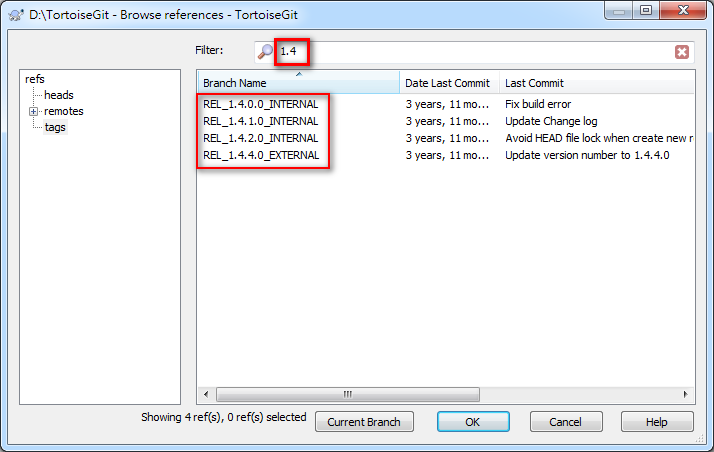 D:\TortoiseGit - Browse references - TortoiseGit
Filter: 1.4
refs
heads
remotes
tags
Branch Name Date Last Commit Last Commit
REL_1.4.0.0_INTERNAL 3 years, 11 mo... Fix build error
REL_1.4.1.0_INTERNAL 3 years, 11 mo... Update Change log
REL_1.4.2.0_INTERNAL 3 years, 11 mo... Avoid HEAD file lock when create new r
REL_1.4.4.0_EXTERNAL 3 years, 11 mo... Update version number to 1.4.4.0
Showing 4 ref(s), 0 ref(s) selected
Current Branch OK Cancel Help